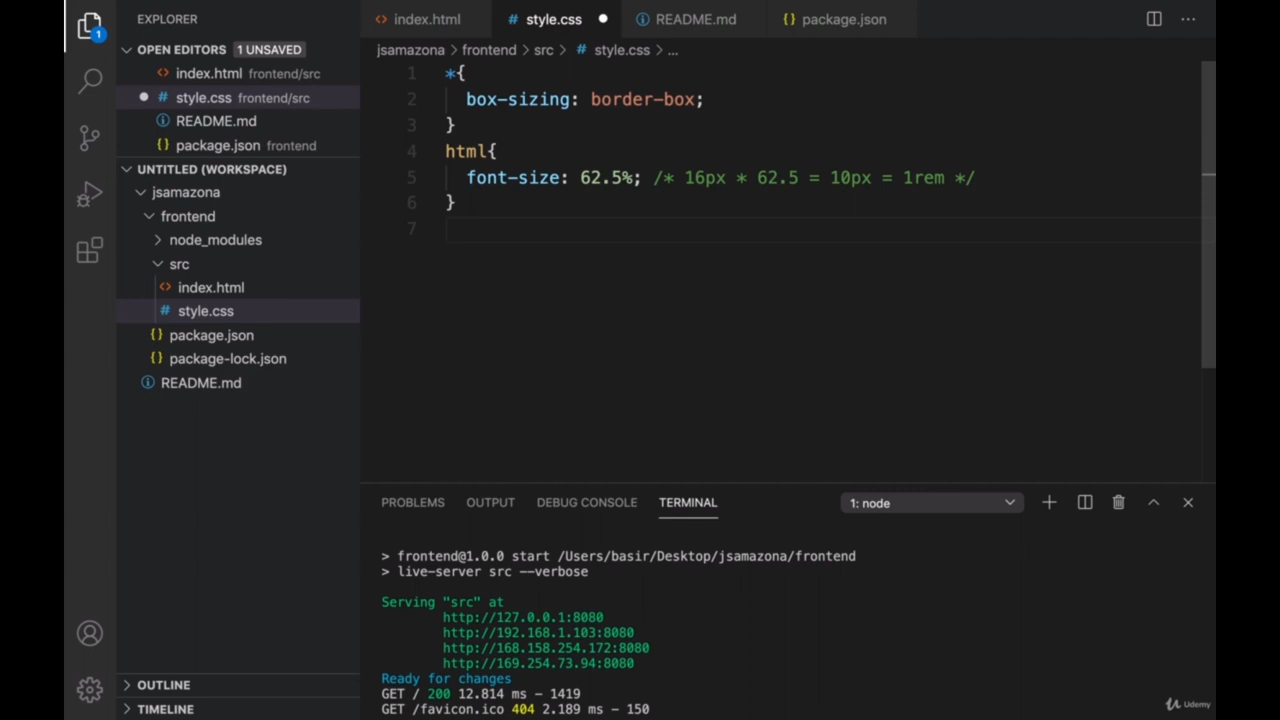 EXPLORER
index.html
style.css
README.md
package.json
OPEN EDITORS 1 UNSAVED
jsamazona > frontend > src > # style.css > ...
index.html frontend/src
# style.css frontend/src
README.md
{} package.json frontend
UNTITLED (WORKSPACE)
jsamazona
frontend
node_modules
src
index.html
# style.css
{} package.json
{} package-lock.json
README.md
OUTLINE
TIMELINE
1
1 *{
2 box-sizing: border-box;
3 }
4 html{
5 font-size: 62.5%; /* 16px * 62.5 = 10px = 1rem */
6 }
7
PROBLEMS OUTPUT DEBUG CONSOLE TERMINAL 1: node
> frontend@1.0.0 start /Users/basir/Desktop/jsamazona/frontend
> live-server src --verbose
Serving "src" at
http://127.0.0.1:8080
http://192.168.1.103:8080
http://168.158.254.172:8080
http://169.254.73.94:8080
Ready for changes
GET / 200 12.814 ms - 1419
GET /favicon.ico 404 2.189 ms - 150
Udemy